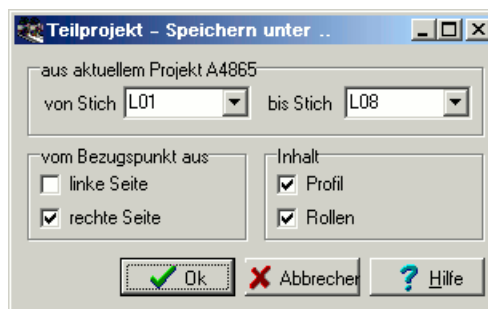 Teilprojekt - Speichern unter ..
aus aktuellem Projekt A4865
von Stich L01 bis Stich L08
vom Bezugspunkt aus Inhalt
linke Seite Profil
rechte Seite Rollen
Ok Abbrecher Hilfe